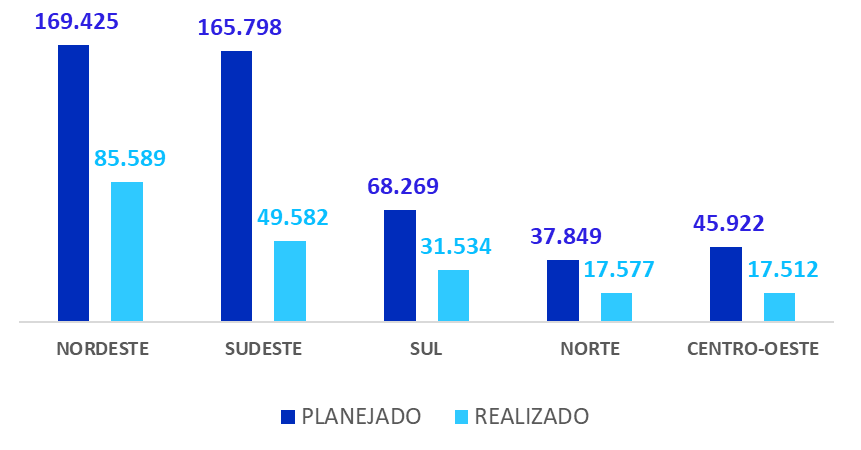 169.425
165.798
85.589
68.269
49.582
45.922
37.849
31.534
17.577
17.512
NORDESTE
SUDESTE
SUL
NORTE
CENTRO-OESTE
PLANEJADO
REALIZADO